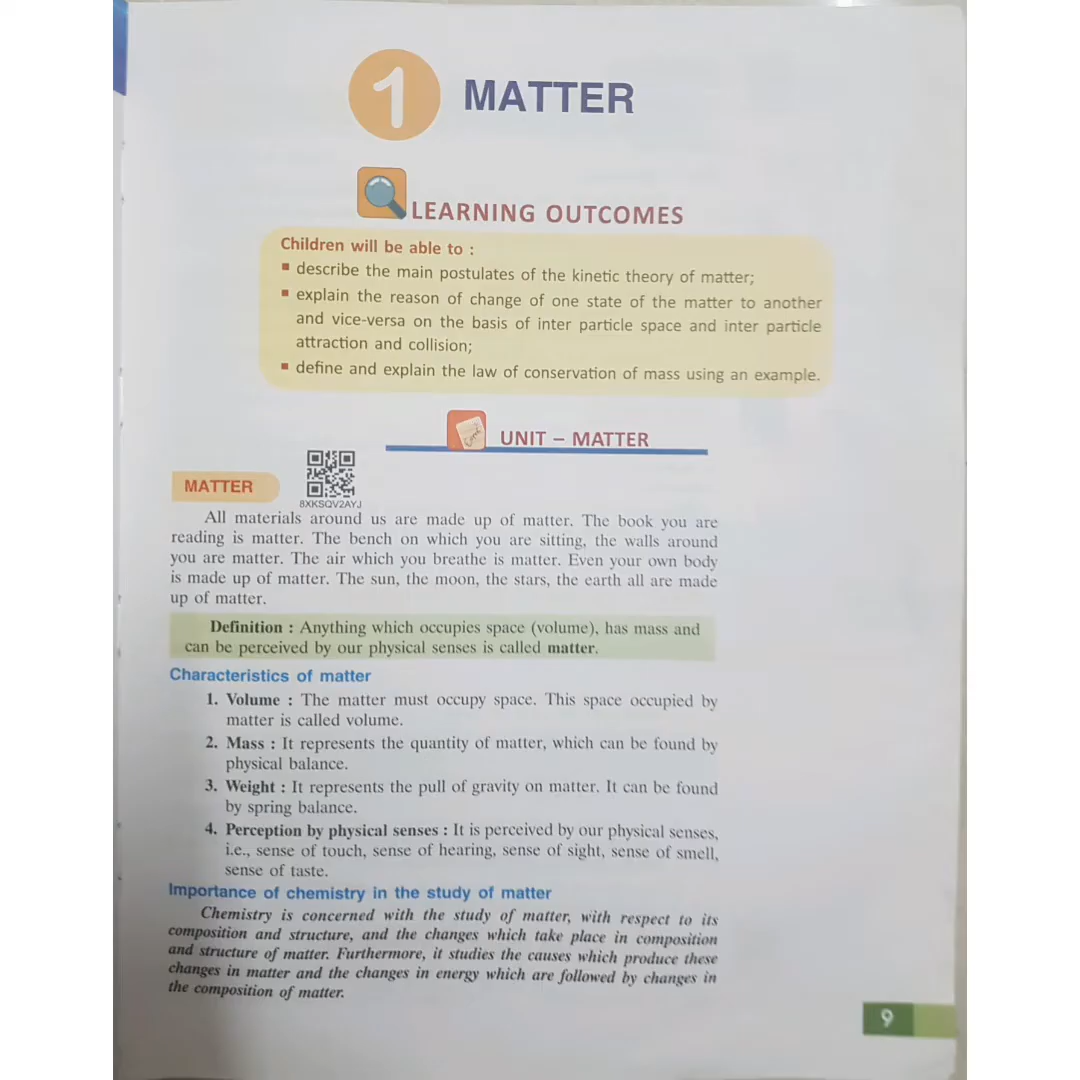 1 MATTER
LEARNING OUTCOMES
Children will be able to :
▪ describe the main postulates of the kinetic theory of matter;
▪ explain the reason of change of one state of the matter to another
and vice-versa on the basis of inter particle space and inter particle
attraction and collision;
▪ define and explain the law of conservation of mass using an example.
UNIT – MATTER
MATTER
8XKSQV2AYJ
All materials around us are made up of matter. The book you are
reading is matter. The bench on which you are sitting, the walls around
you are matter. The air which you breathe is matter. Even your own body
is made up of matter. The sun, the moon, the stars, the earth all are made
up of matter.
Definition : Anything which occupies space (volume), has mass and
can be perceived by our physical senses is called matter.
Characteristics of matter
1. Volume : The matter must occupy space. This space occupied by
matter is called volume.
2. Mass : It represents the quantity of matter, which can be found by
physical balance.
3. Weight : It represents the pull of gravity on matter. It can be found
by spring balance.
4. Perception by physical senses : It is perceived by our physical senses,
i.e., sense of touch, sense of hearing, sense of sight, sense of smell,
sense of taste.
Importance of chemistry in the study of matter
Chemistry is concerned with the study of matter, with respect to its
composition and structure, and the changes which take place in composition
and structure of matter. Furthermore, it studies the causes which produce these
changes in matter and the changes in energy which are followed by changes in
the composition of matter.
9